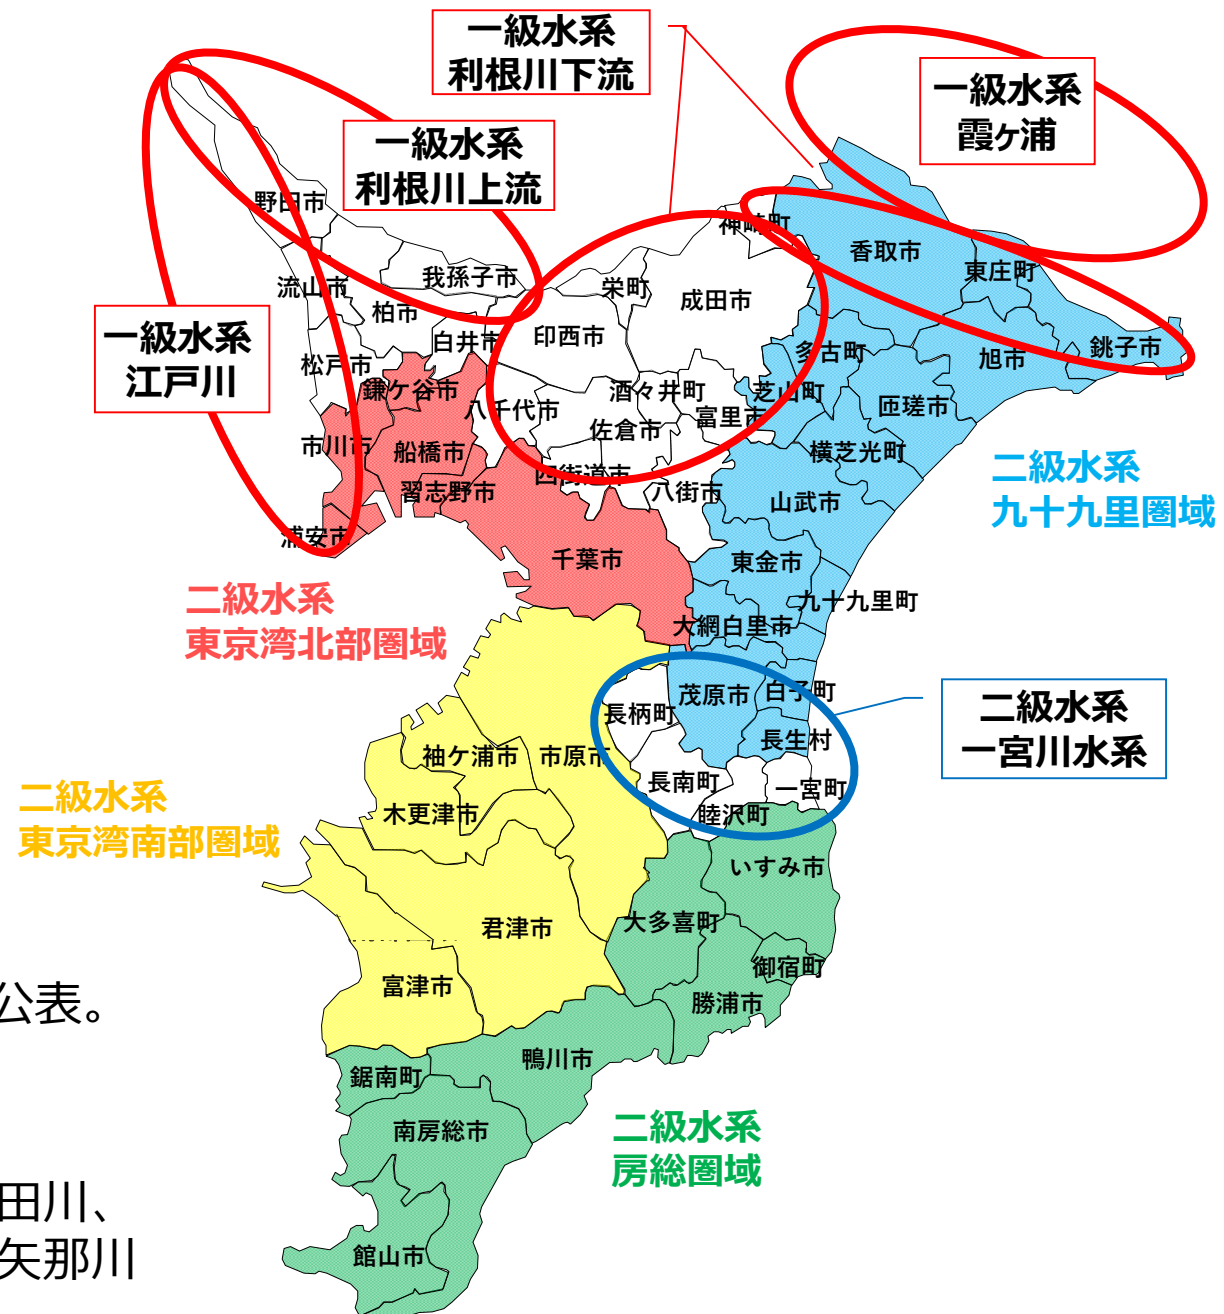 一級水系
利根川下流
一級水系
霞ヶ浦
一級水系
利根川上流
野田市
神崎町
香取市
東庄町
我孫子市
栄町
成田市
流山市
柏市
印西市
白井市
銚子市
旭市
多古町
一級水系
江戸川
松戸市
鎌ケ谷市
酒々井町
芝山町
匝瑳市
八千代市
富里市
佐倉市
市川市
船橋市
横芝光町
四街道市
習志野市
八街市
山武市
二級水系
九十九里圏域
浦安市
千葉市
東金市
九十九里町
二級水系
東京湾北部圏域
大網白里市
茂原市
白子町
長柄町
長生村
二級水系
一宮川水系
袖ケ浦市
市原市
長南町
一宮町
睦沢町
木更津市
二級水系
東京湾南部圏域
いすみ市
大多喜町
君津市
御宿町
富津市
勝浦市
公表。
鴨川市
鋸南町
南房総市
二級水系
房総圏域
田川、
矢那川
館山市